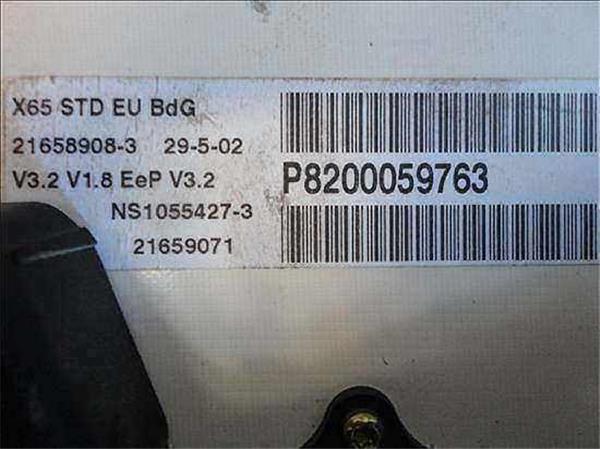 X65 STD EU BdG
21658908-3 29-5-02
V3.2 V1.8 EeP V3.2
P8200059763
NS1055427-3
21659071